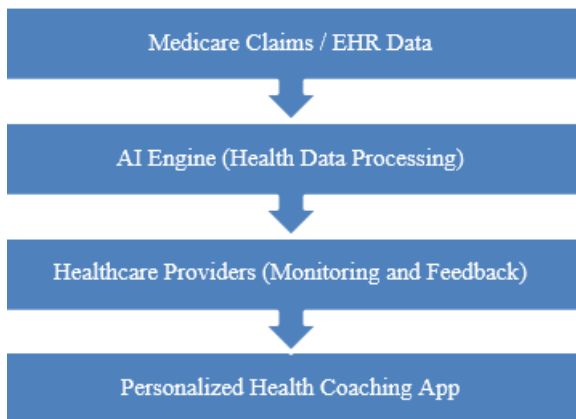 Medicare Claims / EHR Data
AI Engine (Health Data Processing)
Healthcare Providers (Monitoring and Feedback)
Personalized Health Coaching App